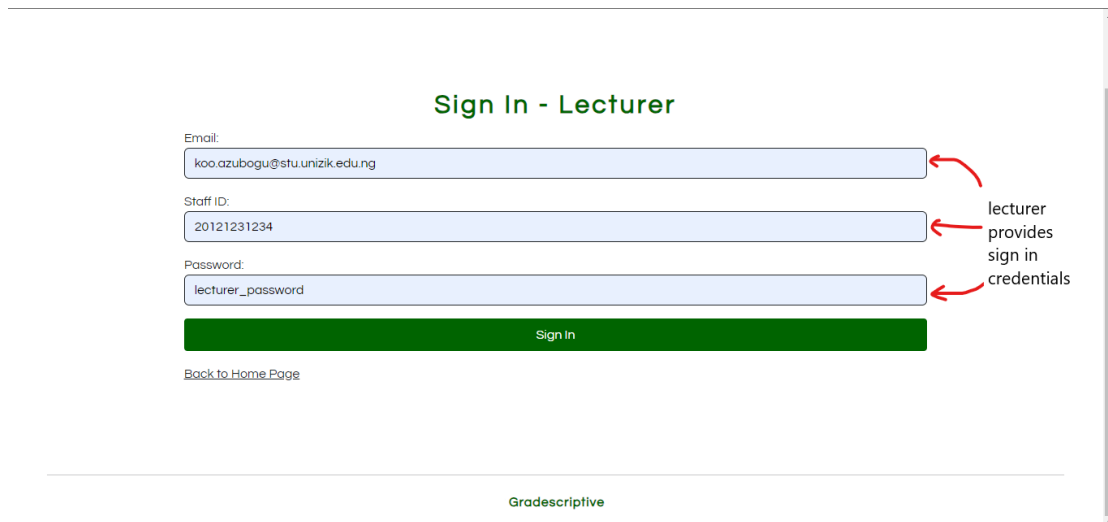 Sign In - Lecturer
Email:
koo.azubogu@stu.unizik.edu.ng
Staff ID:
20121231234
Password:
lecturer_password
Sign In
Back to Home Page
lecturer
provides
sign in
credentials
Gradescriptive